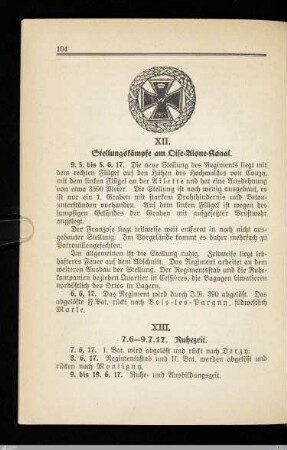 104
XII.
Stellungskämpfe am Oise-Aisne-Kanal.
9. 5. bis 5. 6. 17. Die neue Stellung des Regiments liegt mit
dem rechten Flügel auf den Höhen des Hochwaldes von Coucy,
mit dem linken Flügel an der Ailette und hat eine Ausdehnung
von etwa 3500 Meter. Die Stellung ist noch wenig ausgebaut, es
ist nur ein 1. Graben mit starken Drahthindernis und Beton-
unterständen vorhanden. Auf dem linken Flügel ist wegen des
sumpfigen Geländes der Graben mit aufgesetzter Brustwehr
angelegt.
Der Franzose liegt teilweise weit entfernt in noch nicht aus-
gebauter Stellung. Im Vorgelände kommt es daher mehrfach zu
Patrouillengefechten.
Im allgemeinen ist die Stellung ruhig. Zeitweise liegt leb-
hafteres Feuer auf dem Abschnitt. Das Regiment arbeitet an dem
weiteren Ausbau der Stellung. Der Regimentsstab und die Ruhe-
kompanien beziehen Quartier in Cessières, die Bagagen biwakieren
nordöstlich des Ortes in Lagern.
6. 6. 17. Das Regiment wird durch I.R. 390 abgelöst. Das
abgelöste F.Bat. rückt nach Bois-les-Pargny, südwestlich
Marle.
XIII.
7.6—9.7.17. Ruhezeit.
7. 6. 17. I. Bat. wird abgelöst und rückt nach Dercy.
8. 6. 17. Regimentsstab und II. Bat. werden abgelöst und
rücken nach Montigny.
9. bis 19. 6. 17. Ruhe- und Ausbildungszeit.